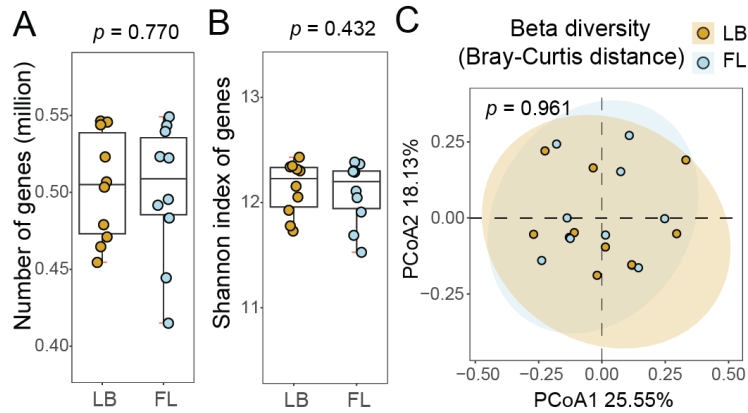 A
p = 0.770
Number of genes (million)
0.55
0.50
0.45
0.40
LB
FL
B
p = 0.432
Shannon index of genes
13
12
11
LB
FL
C
Beta diversity
(Bray-Curtis distance)
LB
FL
p = 0.961
PCoA2 18.13%
0.25
0.00
−0.25
−0.50
−0.25
0.00
0.25
0.50
PCoA1 25.55%